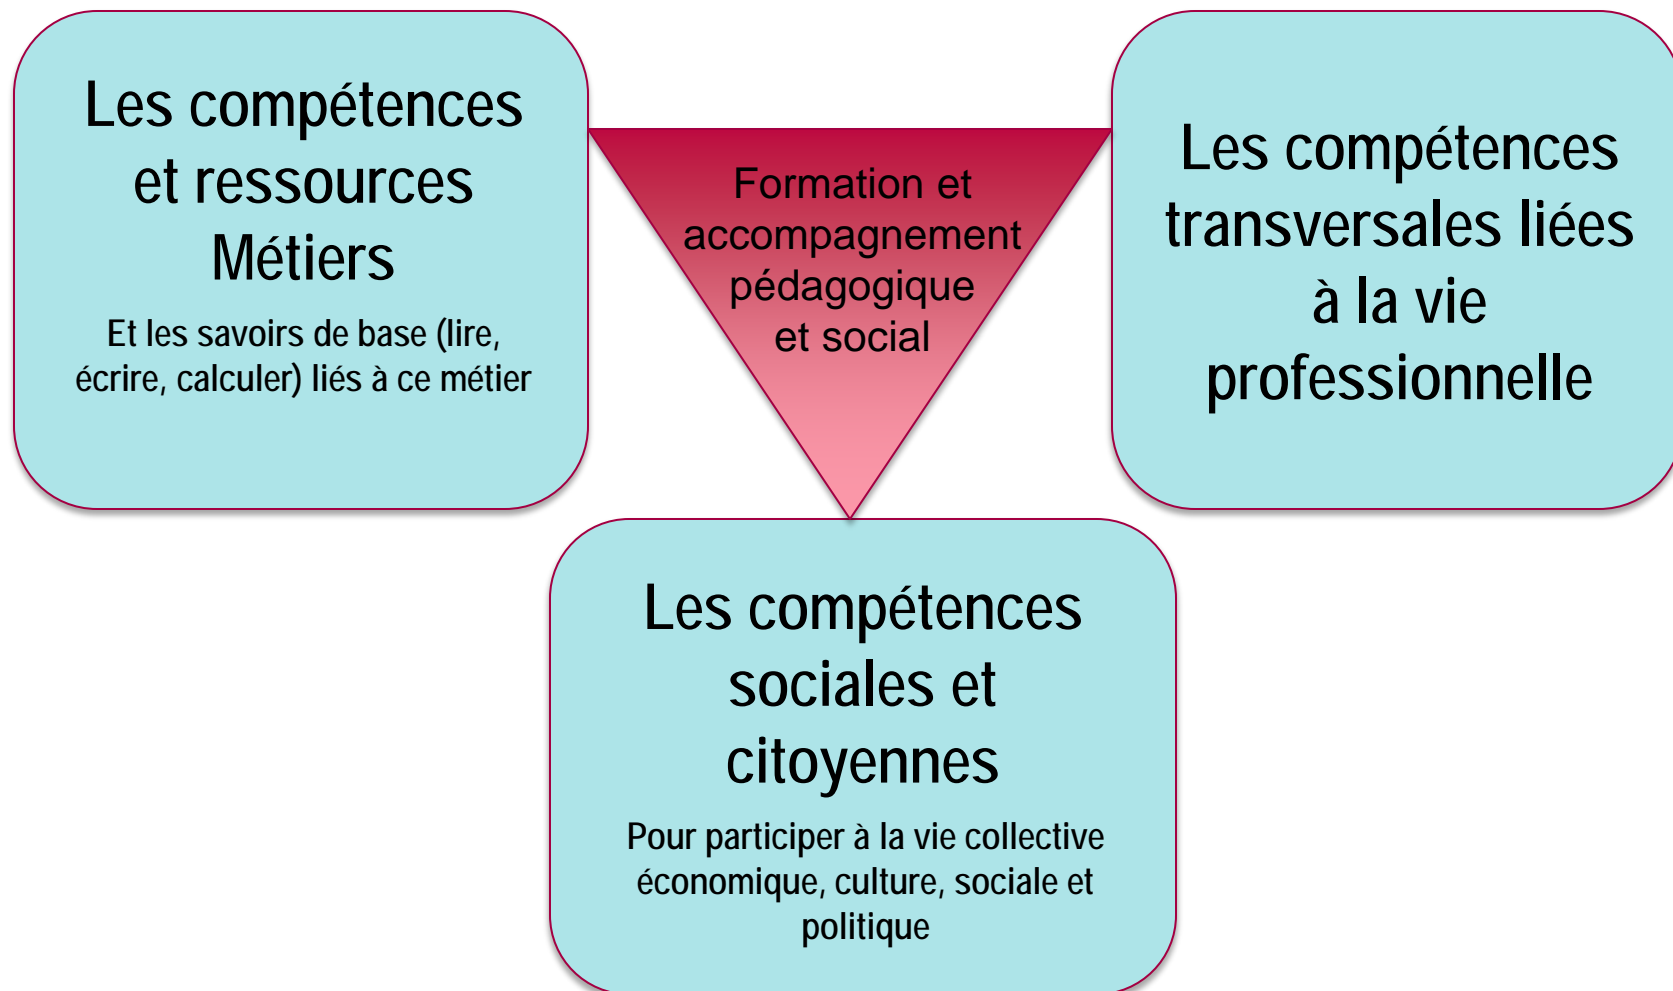 Les compétences
et ressources
Métiers
Et les savoirs de base (lire,
écrire, calculer) liés à ce métier
Formation et
accompagnement
pédagogique
et social
Les compétences
transversales liées
à la vie
professionnelle
Les compétences
sociales et
citoyennes
Pour participer à la vie collective
économique, culture, sociale et
politique